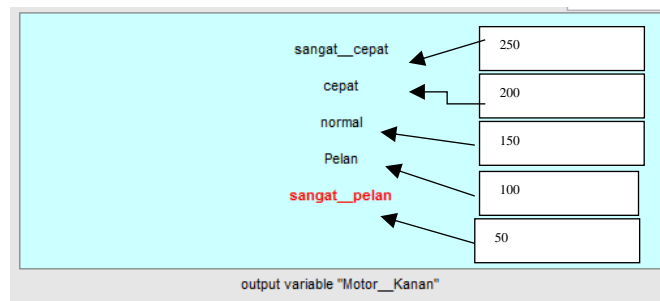 sangat__cepat 250
cepat 200
normal 150
Pelan 100
sangat__pelan 50
output variable "Motor__Kanan"